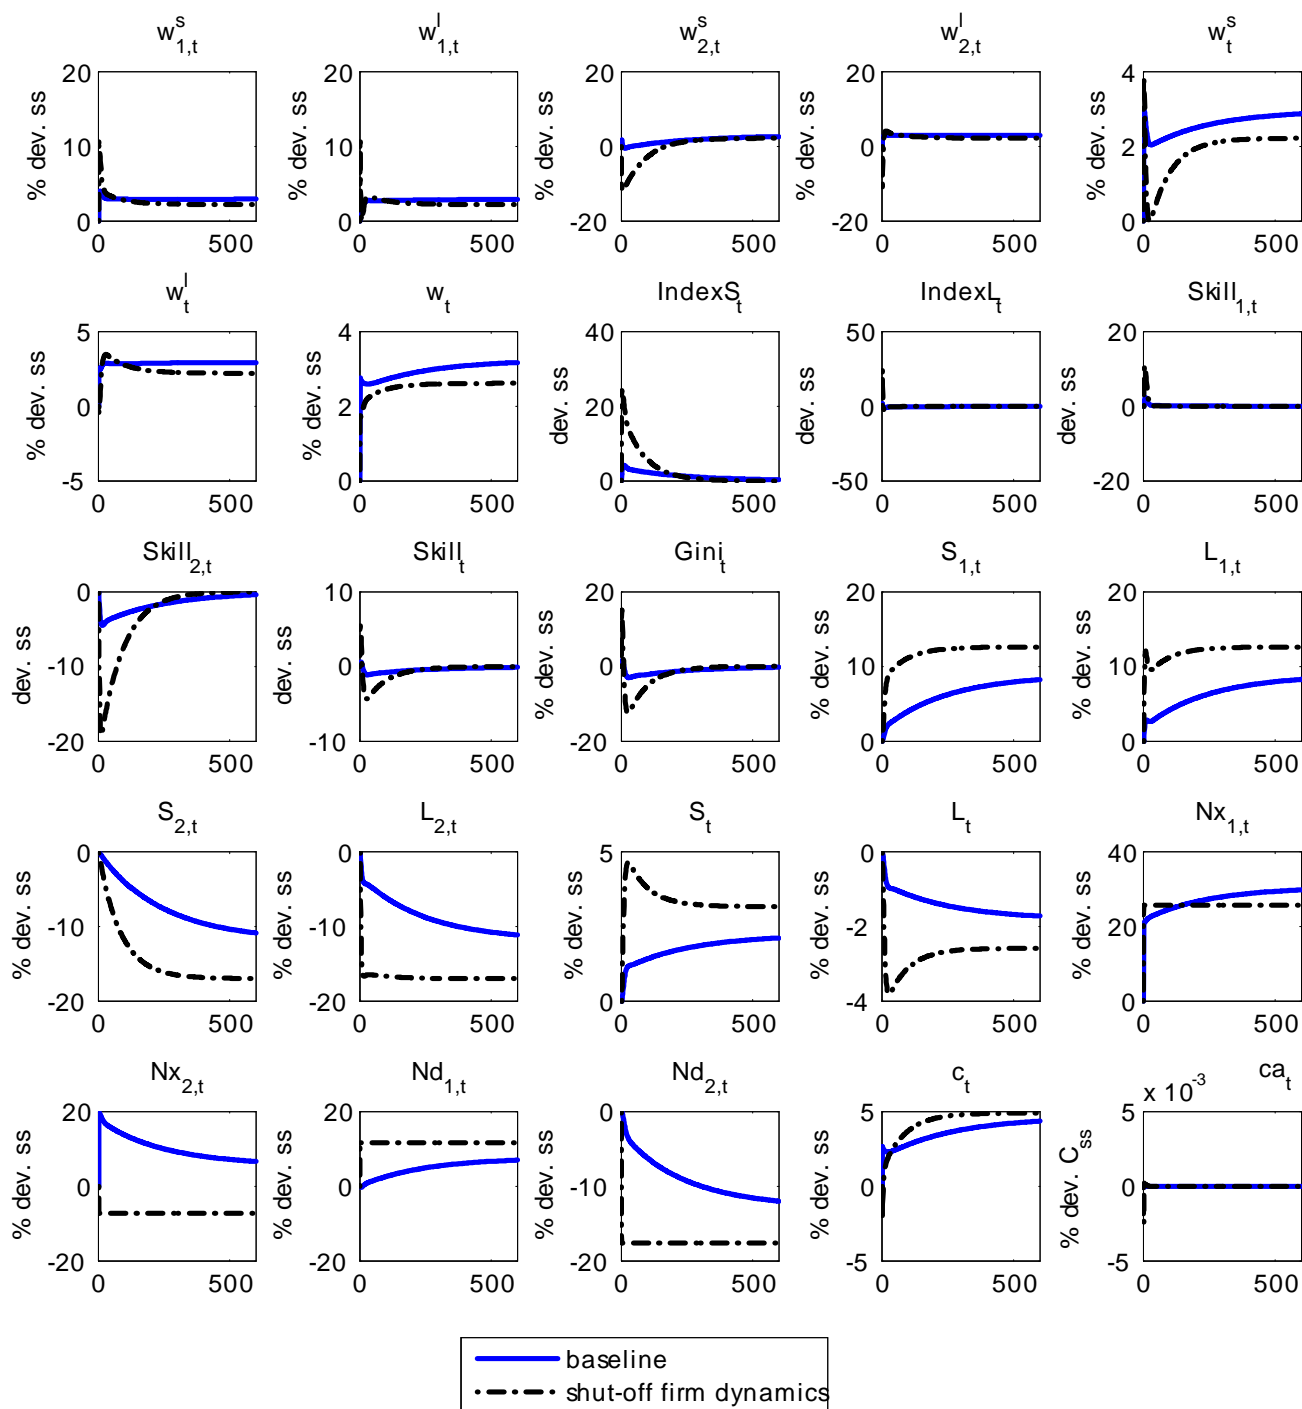 w^s_{1,t} w^l_{1,t} w^s_{2,t} w^l_{2,t} w^s_t
% dev. ss 20 10 0 0 500
% dev. ss 20 10 0 0 500
% dev. ss 20 0 -20 0 500
% dev. ss 20 0 -20 0 500
% dev. ss 4 2 0 0 500
w^l_t w_t IndexS_t IndexL_t Skill_{1,t}
% dev. ss 5 0 -5 0 500
% dev. ss 4 2 0 0 500
dev. ss 40 20 0 0 500
dev. ss 50 0 -50 0 500
dev. ss 20 0 -20 0 500
Skill_{2,t} Skill_t Gini_t S_{1,t} L_{1,t}
dev. ss 0 -10 -20 0 500
dev. ss 10 0 -10 0 500
% dev. ss 20 0 -20 0 500
% dev. ss 20 10 0 0 500
% dev. ss 20 10 0 0 500
S_{2,t} L_{2,t} S_t L_t Nx_{1,t}
% dev. ss 0 -10 -20 0 500
% dev. ss 0 -10 -20 0 500
% dev. ss 5 0 0 500
% dev. ss 0 -2 -4 0 500
% dev. ss 40 20 0 0 500
Nx_{2,t} Nd_{1,t} Nd_{2,t} c_t ca_t
% dev. ss 20 0 -20 0 500
% dev. ss 20 0 -20 0 500
% dev. ss 0 -10 -20 0 500
% dev. ss 5 0 -5 0 500
% dev. C_{ss} x 10^{-3} 5 0 -5 0 500
baseline
shut-off firm dynamics